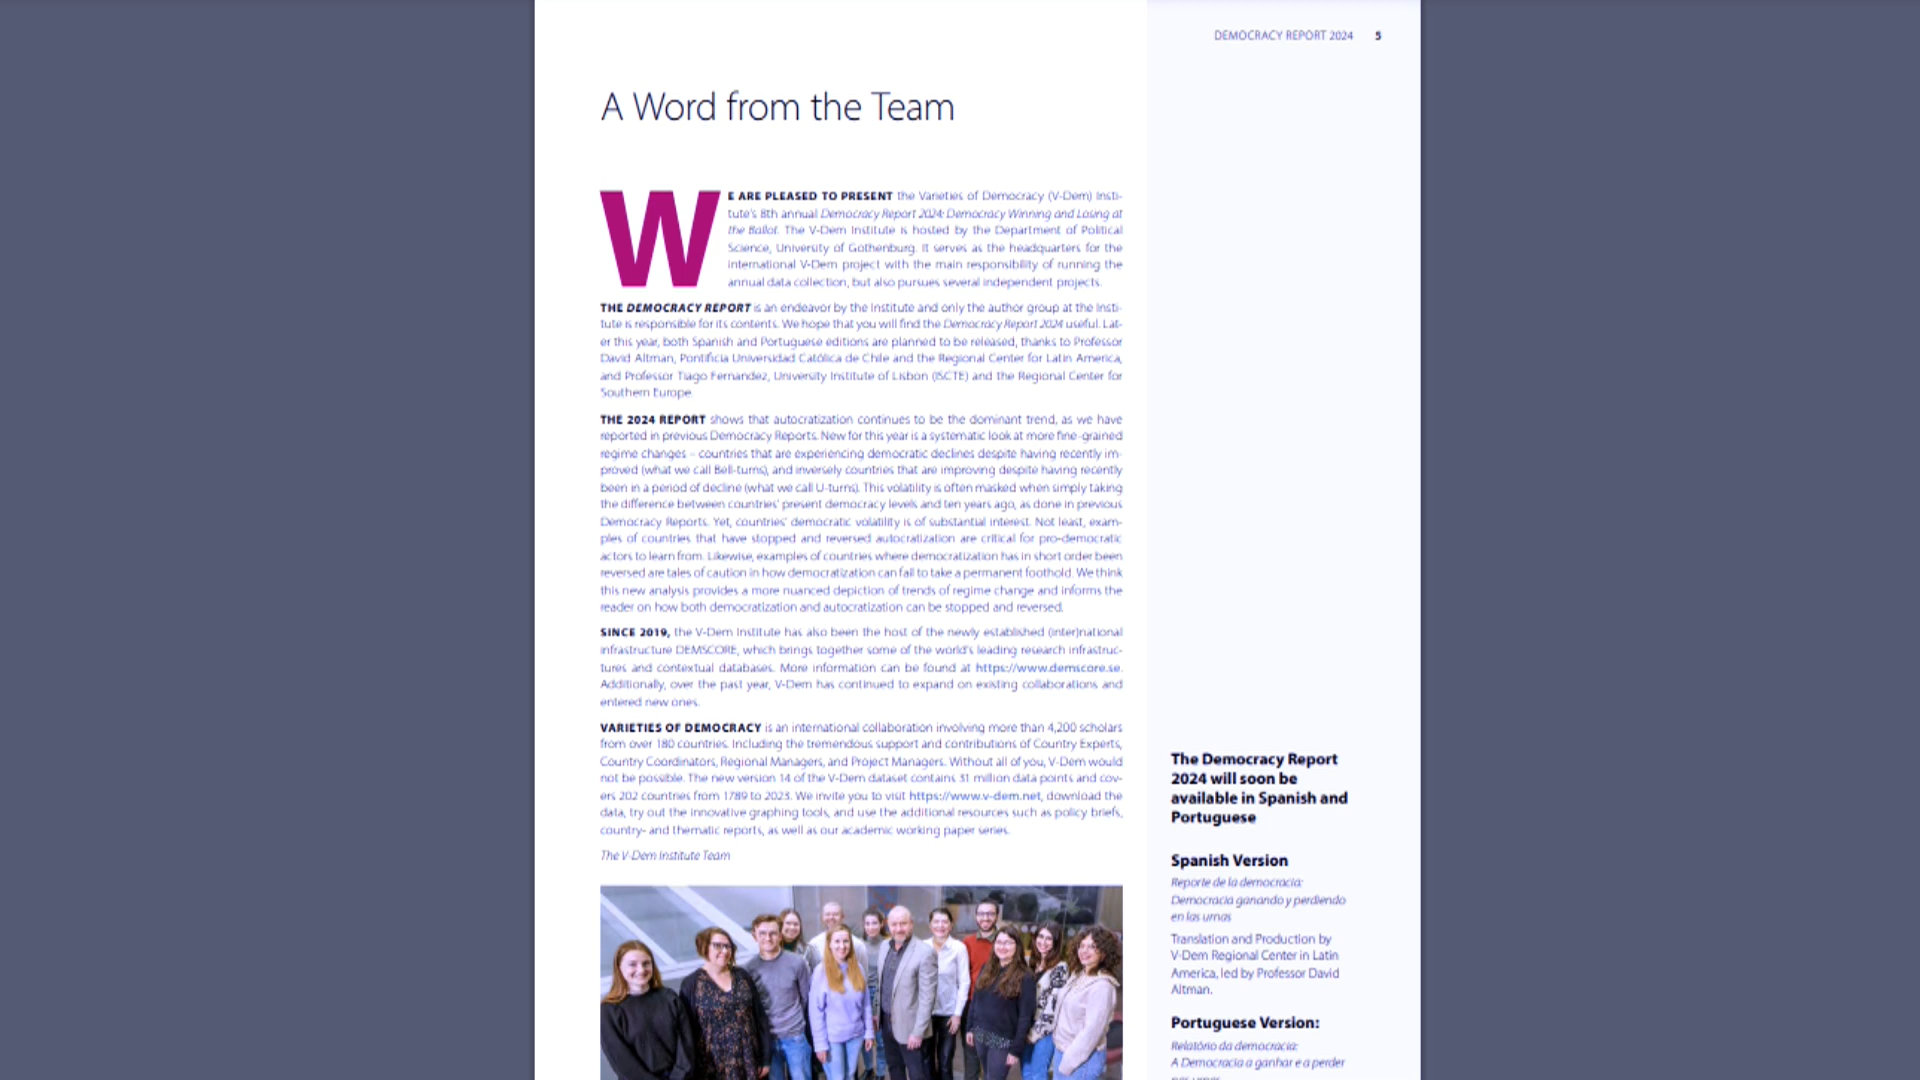 DEMOCRACY REPORT 2024 5
A Word from the Team
WE ARE PLEASED TO PRESENT the Varieties of Democracy (V-Dem) Insti-
tute's 8th annual Democracy Report 2024: Democracy Winning and Losing at
the Ballot. The V-Dem Institute is hosted by the Department of Political
Science, University of Gothenburg. It serves as the headquarters for the
international V-Dem project with the main responsibility of running the
annual data collection, but also pursues several independent projects.
THE DEMOCRACY REPORT is an endeavor by the Institute and only the author group at the Insti-
tute is responsible for its contents. We hope that you will find the Democracy Report 2024 useful. Lat-
er this year, both Spanish and Portuguese editions are planned to be released, thanks to Professor
David Altman, Pontificia Universidad Católica de Chile and the Regional Center for Latin America,
and Professor Tiago Fernandez, University Institute of Lisbon (ISCTE) and the Regional Center for
Southern Europe.
THE 2024 REPORT shows that autocratization continues to be the dominant trend, as we have
reported in previous Democracy Reports. New for this year is a systematic look at more fine-grained
regime changes – countries that are experiencing democratic declines despite having recently im-
proved (what we call Bell-turns), and inversely countries that are improving despite having recently
been in a period of decline (what we call U-turns). This volatility is often masked when simply taking
the difference between countries' present democracy levels and ten years ago, as done in previous
Democracy Reports. Yet, countries' democratic volatility is of substantial interest. Not least, exam-
ples of countries that have stopped and reversed autocratization are critical for pro-democratic
actors to learn from. Likewise, examples of countries where democratization has in short order been
reversed are tales of caution in how democratization can fail to take a permanent foothold. We think
this new analysis provides a more nuanced depiction of trends of regime change and informs the
reader on how both democratization and autocratization can be stopped and reversed.
SINCE 2019, the V-Dem Institute has also been the host of the newly established (inter)national
infrastructure DEMSCORE, which brings together some of the world's leading research infrastruc-
tures and contextual databases. More information can be found at https://www.demscore.se.
Additionally, over the past year, V-Dem has continued to expand on existing collaborations and
entered new ones.
VARIETIES OF DEMOCRACY is an international collaboration involving more than 4,200 scholars
from over 180 countries. Including the tremendous support and contributions of Country Experts,
Country Coordinators, Regional Managers, and Project Managers. Without all of you, V-Dem would
not be possible. The new version 14 of the V-Dem dataset contains 31 million data points and cov-
ers 202 countries from 1789 to 2023. We invite you to visit https://www.v-dem.net, download the
data, try out the innovative graphing tools, and use the additional resources such as policy briefs,
country- and thematic reports, as well as our academic working paper series.
The V-Dem Institute Team
The Democracy Report
2024 will soon be
available in Spanish and
Portuguese
Spanish Version
Reporte de la democracia:
Democracia ganando y perdiendo
en las urnas
Translation and Production by
V-Dem Regional Center in Latin
America, led by Professor David
Altman.
Portuguese Version:
Relatório da democracia:
A Democracia a ganhar e a perder